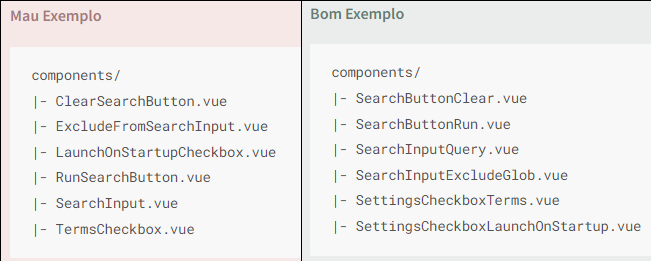 Mau Exemplo
components/
|- ClearSearchButton.vue
|- ExcludeFromSearchInput.vue
|- LaunchOnStartupCheckbox.vue
|- RunSearchButton.vue
|- SearchInput.vue
|- TermsCheckbox.vue
Bom Exemplo
components/
|- SearchButtonClear.vue
|- SearchButtonRun.vue
|- SearchInputQuery.vue
|- SearchInputExcludeGlob.vue
|- SettingsCheckboxTerms.vue
|- SettingsCheckboxLaunchOnStartup.vue